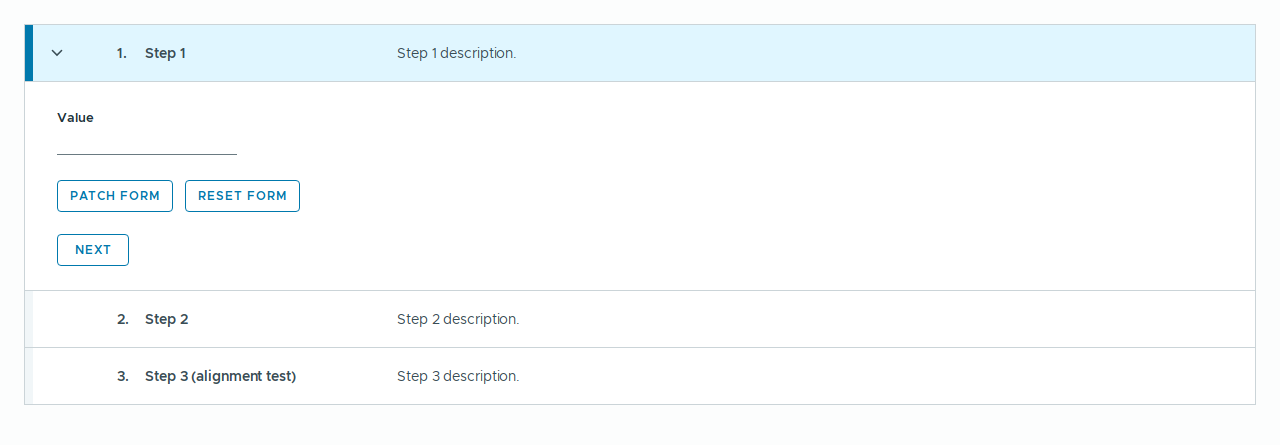 1. Step 1 Step 1 description.
Value
PATCH FORM RESET FORM
NEXT
2. Step 2 Step 2 description.
3. Step 3 (alignment test) Step 3 description.